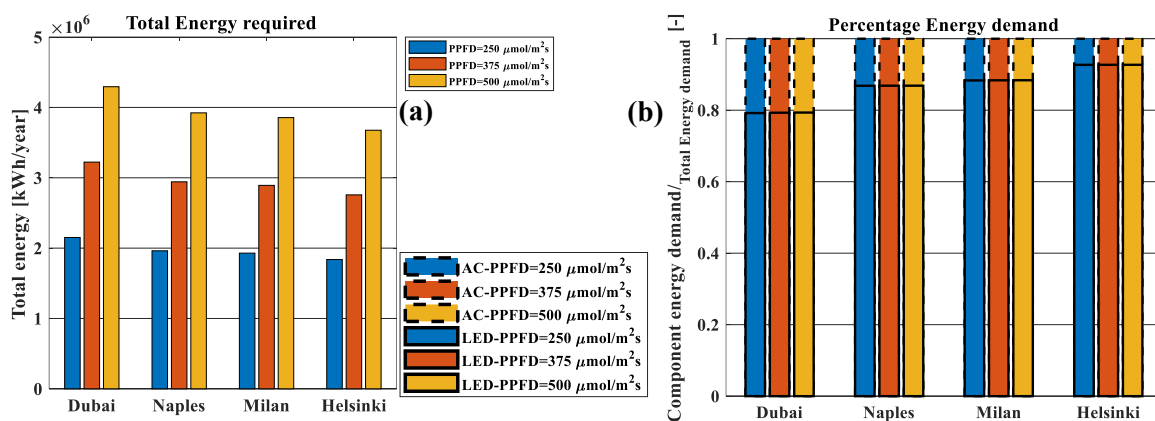 Total Energy required
×10⁶
5
4
3
2
1
0
Total energy [kWh/year]
Dubai
Naples
Milan
Helsinki
PPFD=250 μmol/m²s
PPFD=375 μmol/m²s
PPFD=500 μmol/m²s
(a)
AC-PPFD=250 μmol/m²s
AC-PPFD=375 μmol/m²s
AC-PPFD=500 μmol/m²s
LED-PPFD=250 μmol/m²s
LED-PPFD=375 μmol/m²s
LED-PPFD=500 μmol/m²s
(b)
Percentage Energy demand
Component energy demand/Total Energy demand [-]
1
0.8
0.6
0.4
0.2
0
Dubai
Naples
Milan
Helsinki